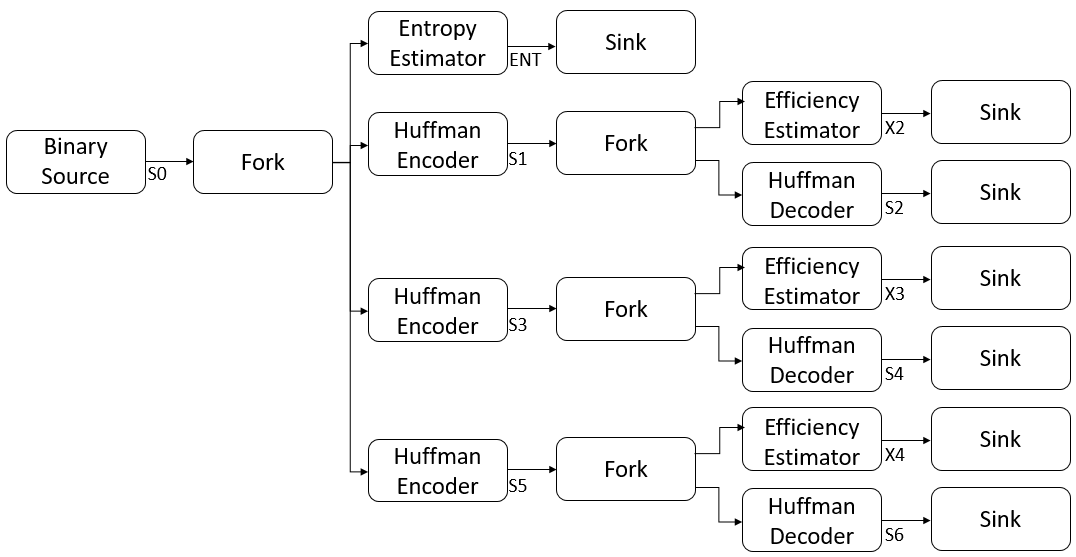 Entropy
Estimator
ENT
Sink
Binary
Source
S0
Fork
Huffman
Encoder
S1
Fork
Efficiency
Estimator
X2
Sink
Huffman
Decoder
S2
Sink
Huffman
Encoder
S3
Fork
Efficiency
Estimator
X3
Sink
Huffman
Decoder
S4
Sink
Huffman
Encoder
S5
Fork
Efficiency
Estimator
X4
Sink
Huffman
Decoder
S6
Sink